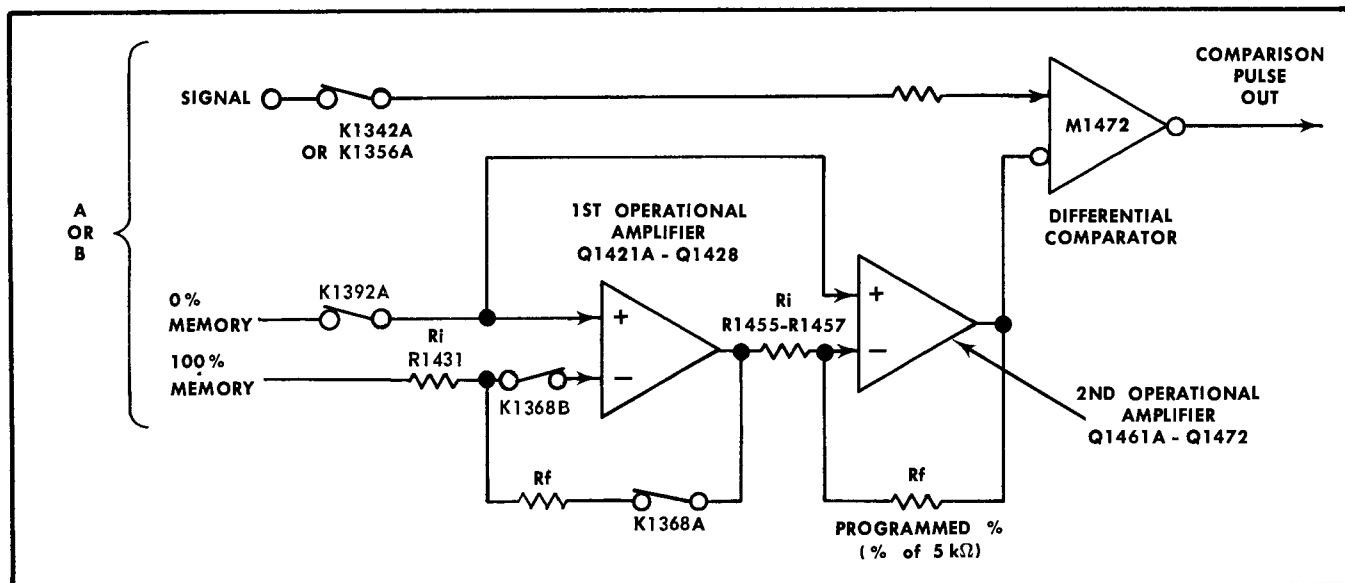 COMPARISON
PULSE
OUT
SIGNAL
K1342A
OR K1356A
M1472
A
OR
B
1ST OPERATIONAL
AMPLIFIER
Q1421A - Q1428
DIFFERENTIAL
COMPARATOR
0%
MEMORY
K1392A
+
Ri
R1455-R1457
+
Ri
R1431
100%
MEMORY
K1368B
−
−
2ND OPERATIONAL
AMPLIFIER
Q1461A - Q1472
Rf
K1368A
Rf
PROGRAMMED %
(% of 5 kΩ)